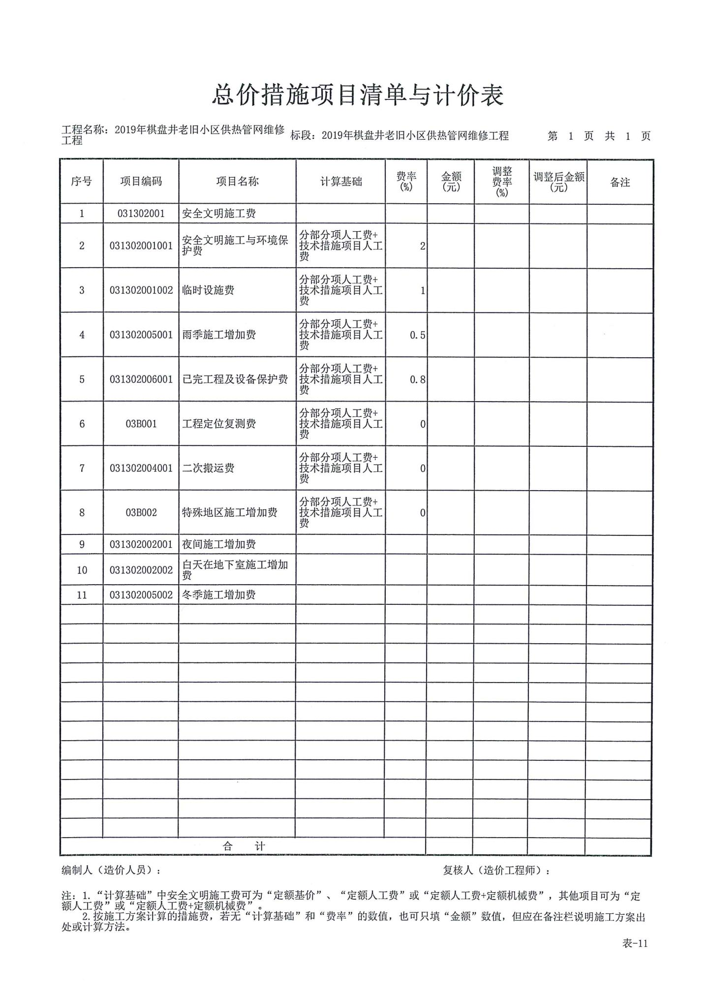 总价措施项目清单与计价表
工程名称：2019年棋盘井老旧小区供热管网维修
工程
标段：2019年棋盘井老旧小区供热管网维修工程
第 1 页 共 1 页
序号 项目编码 项目名称 计算基础 费率(%) 金额(元) 调整费率(%) 调整后金额(元) 备注
1 031302001 安全文明施工费
2 031302001001 安全文明施工与环境保护费 分部分项人工费+技术措施项目人工费 2
3 031302001002 临时设施费 分部分项人工费+技术措施项目人工费 1
4 031302005001 雨季施工增加费 分部分项人工费+技术措施项目人工费 0.5
5 031302006001 已完工程及设备保护费 分部分项人工费+技术措施项目人工费 0.8
6 03B001 工程定位复测费 分部分项人工费+技术措施项目人工费 0
7 031302004001 二次搬运费 分部分项人工费+技术措施项目人工费 0
8 03B002 特殊地区施工增加费 分部分项人工费+技术措施项目人工费 0
9 031302002001 夜间施工增加费
10 031302002002 白天在地下室施工增加费
11 031302005002 冬季施工增加费
合 计
编制人（造价人员）： 复核人（造价工程师）：
注：1.“计算基础”中安全文明施工费可为“定额基价”、“定额人工费”或“定额人工费+定额机械费”，其他项目可为“定
额人工费”或“定额人工费+定额机械费”。
2.按施工方案计算的措施费，若无“计算基础”和“费率”的数值，也可只填“金额”数值，但应在备注栏说明施工方案出
处或计算方法。
表-11